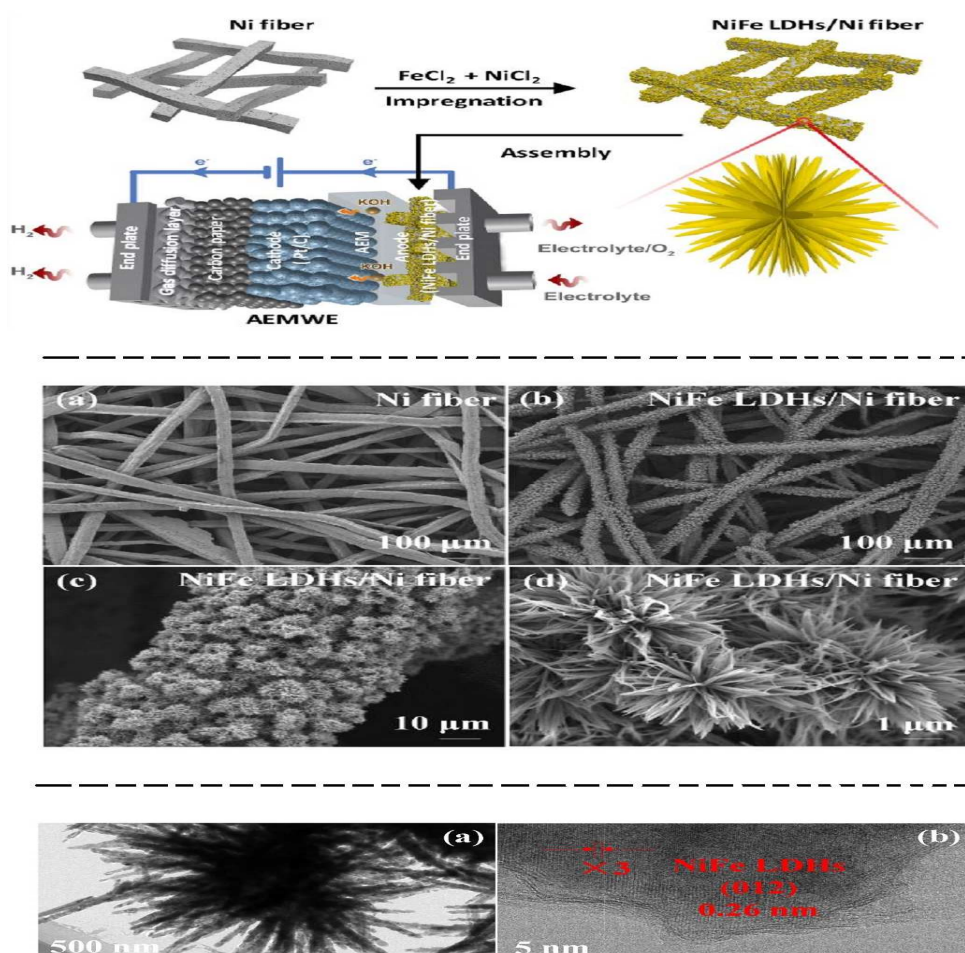 Ni fiber
NiFe LDHs/Ni fiber
FeCl₂ + NiCl₂
Impregnation
Assembly
e⁻
e⁻
H₂
H₂
End plate
Gas diffusion layer
Carbon paper
Cathode
(Pt/C)
KOH
KOH
AEM
Anode
(NiFe LDHs/Ni fiber)
End plate
Electrolyte/O₂
Electrolyte
AEMWE
(a)
Ni fiber
100 μm
(b)
NiFe LDHs/Ni fiber
100 μm
(c)
NiFe LDHs/Ni fiber
10 μm
(d)
NiFe LDHs/Ni fiber
1 μm
(a)
500 nm
(b)
× 3
NiFe LDHs
(012)
0.26 nm
5 nm